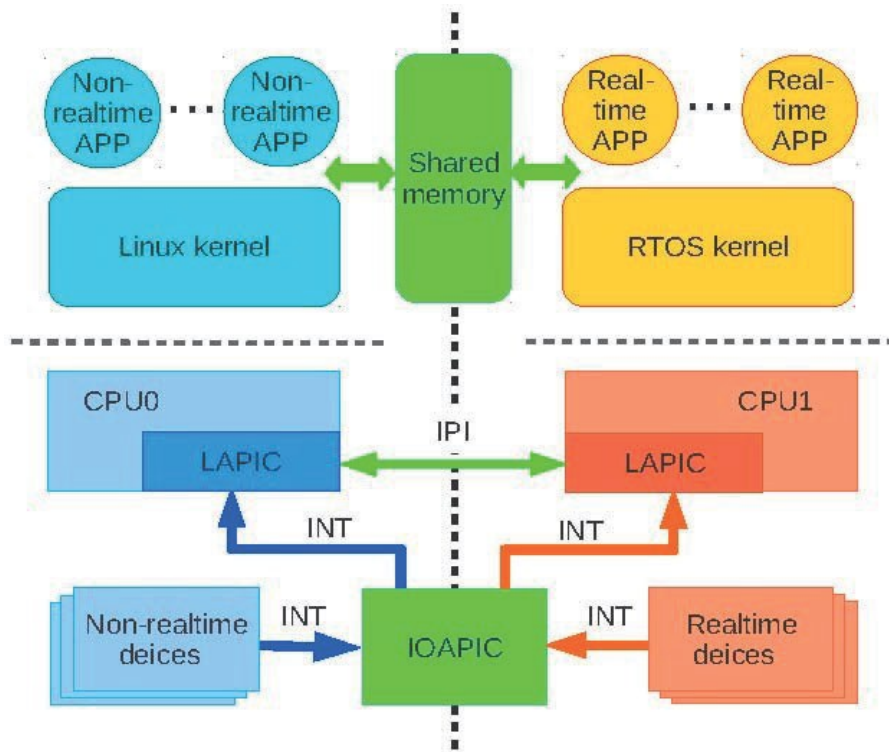 Non-
realtime
APP
Non-
realtime
APP
Shared
memory
Real-
time
APP
Real-
time
APP
Linux kernel
RTOS kernel
CPU0
LAPIC
IPI
CPU1
LAPIC
INT
INT
Non-realtime
deices
INT
IOAPIC
INT
Realtime
deices